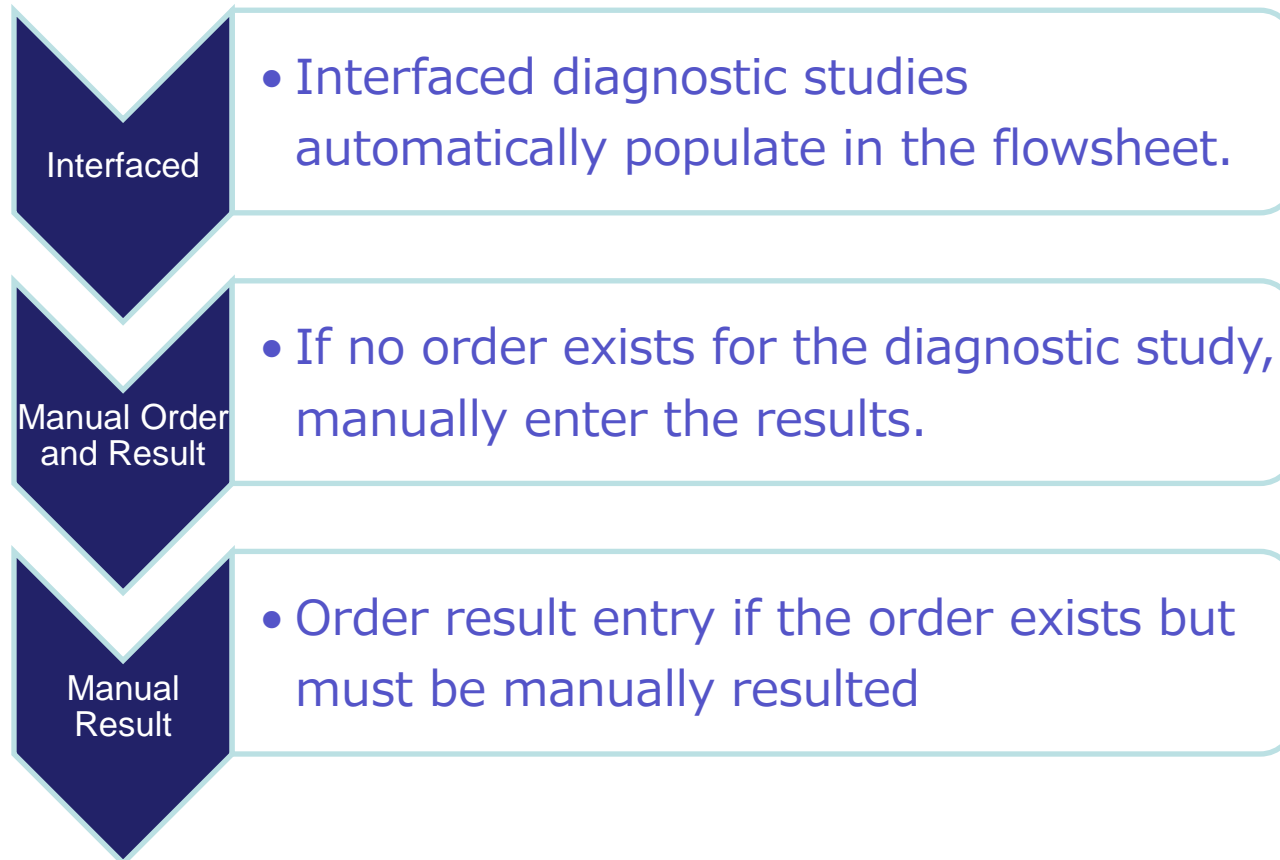 Interfaced
• Interfaced diagnostic studies
automatically populate in the flowsheet.
Manual Order
and Result
• If no order exists for the diagnostic study,
manually enter the results.
Manual
Result
• Order result entry if the order exists but
must be manually resulted